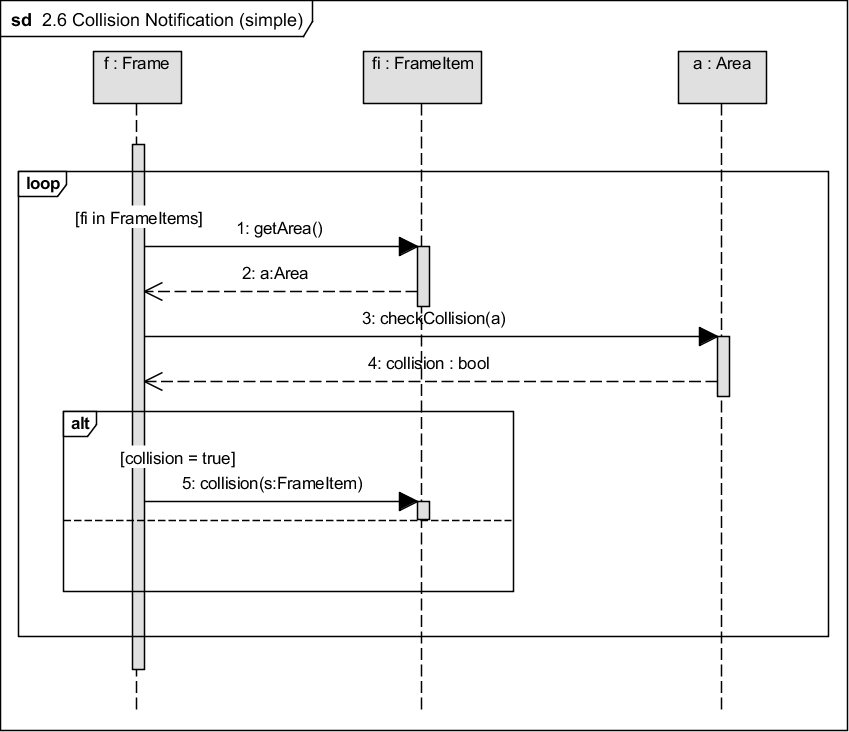 sd 2.6 Collision Notification (simple)
f : Frame
fi : FrameItem
a : Area
loop
[fi in FrameItems]
1: getArea()
2: a:Area
3: checkCollision(a)
4: collision : bool
alt
[collision = true]
5: collision(s:FrameItem)